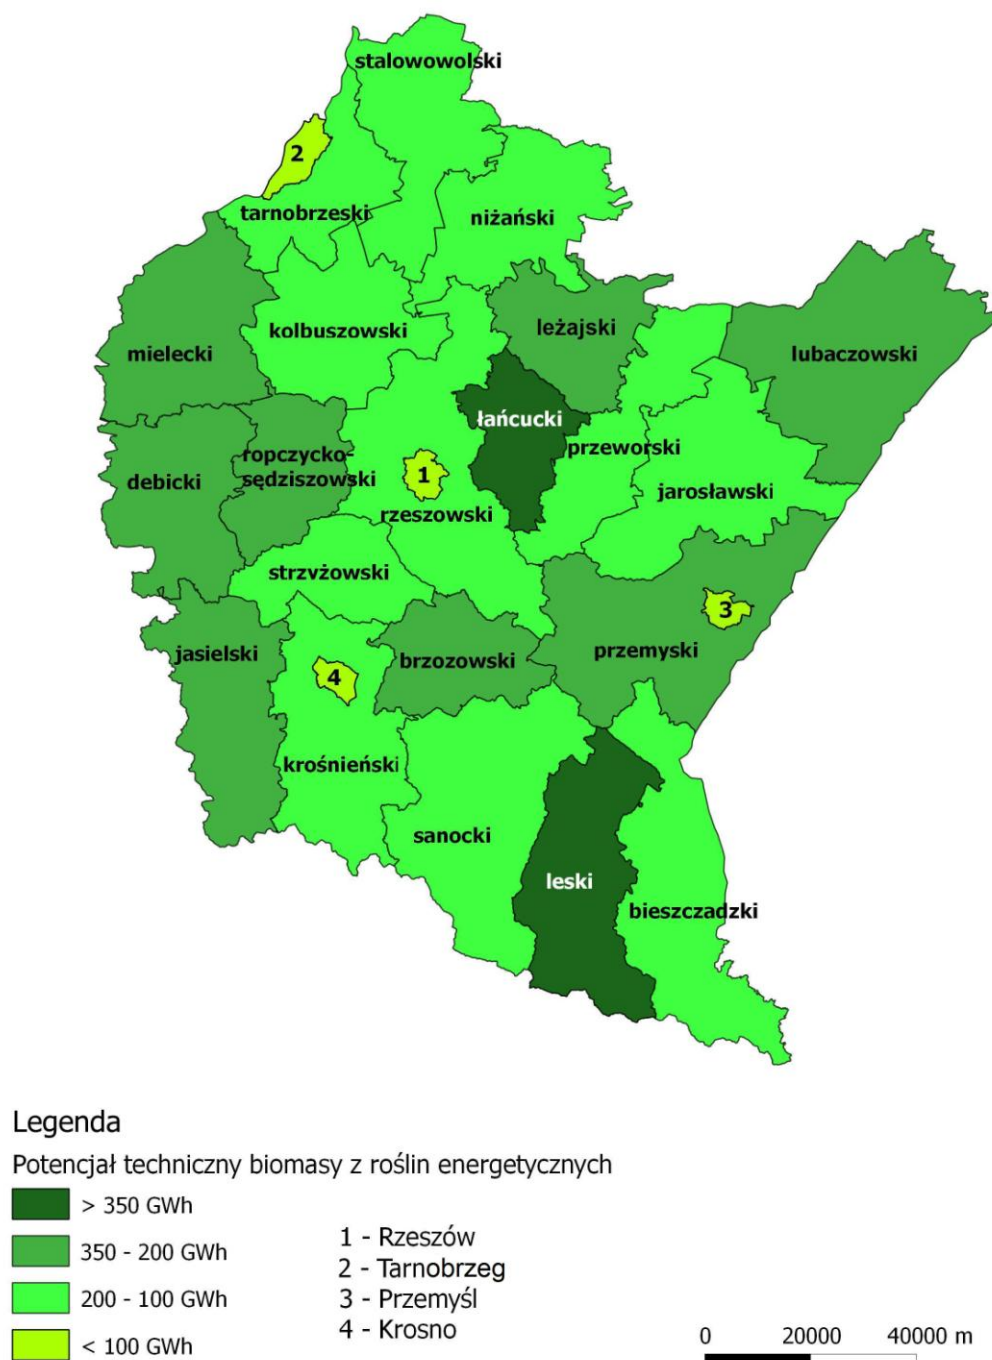 stalowowolski
2
tarnobrzeski
niżański
kolbuszowski
leżajski
mielecki
lubaczowski
łańcucki
ropczycko-
sędziszowski
przeworski
debicki
1
jarosławski
rzeszowski
strzvżowski
3
jasielski
brzozowski
przemyski
4
krośnieński
sanocki
leski
bieszczadzki
Legenda
Potencjał techniczny biomasy z roślin energetycznych
> 350 GWh
350 - 200 GWh
200 - 100 GWh
< 100 GWh
1 - Rzeszów
2 - Tarnobrzeg
3 - Przemyśl
4 - Krosno
0 20000 40000 m